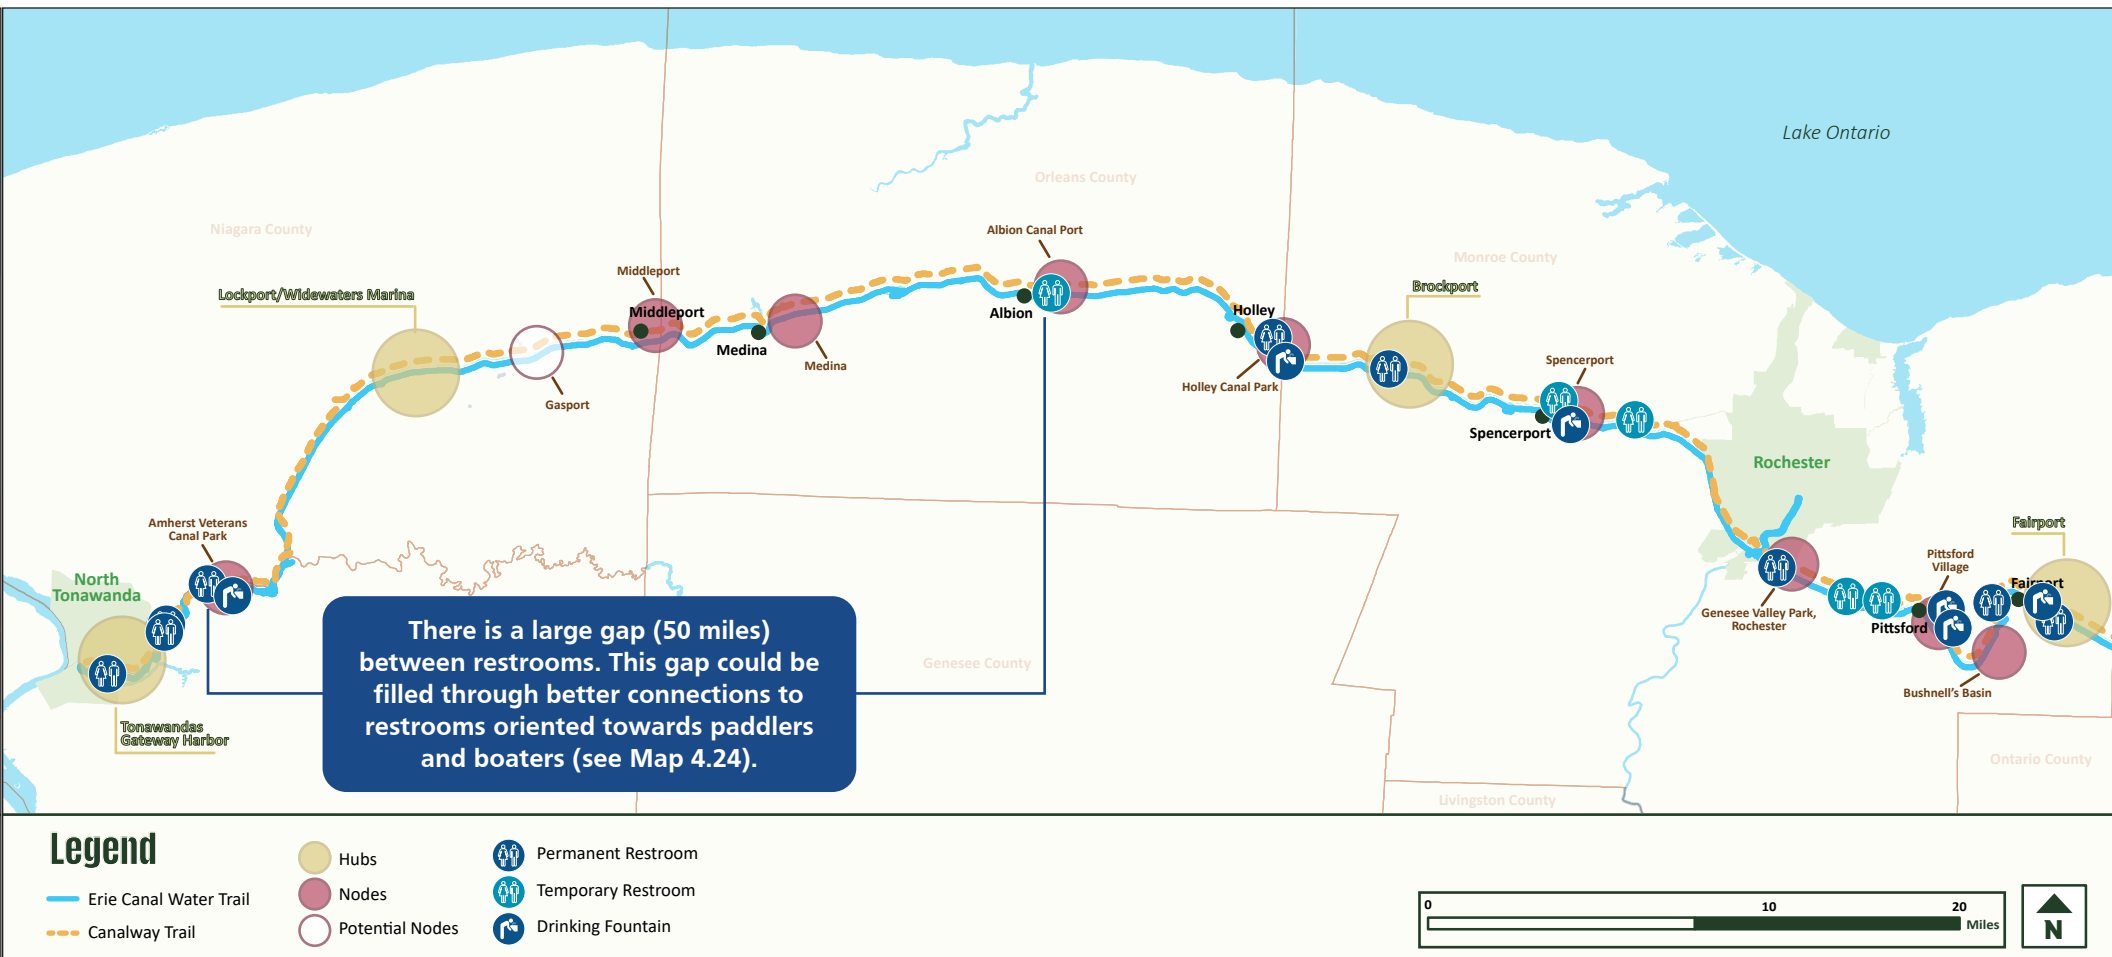 Lake Ontario
Orleans County
Niagara County
Albion Canal Port
Monroe County
Middleport
Lockport/Widewaters Marina
Brockport
Middleport
Albion
Holley
Medina
Medina
Spencerport
Holley Canal Park
Gasport
Spencerport
Rochester
Amherst Veterans
Canal Park
Fairport
North
Tonawanda
Pittsford
Village
Fairport
Genesee Valley Park,
Rochester
Pittsford
There is a large gap (50 miles)
between restrooms. This gap could be
filled through better connections to
restrooms oriented towards paddlers
and boaters (see Map 4.24).
Genesee County
Bushnell's Basin
Tonawandas
Gateway Harbor
Ontario County
Livingston County
Legend
Erie Canal Water Trail
Canalway Trail
Hubs
Nodes
Potential Nodes
Permanent Restroom
Temporary Restroom
Drinking Fountain
0 10 20
Miles
N